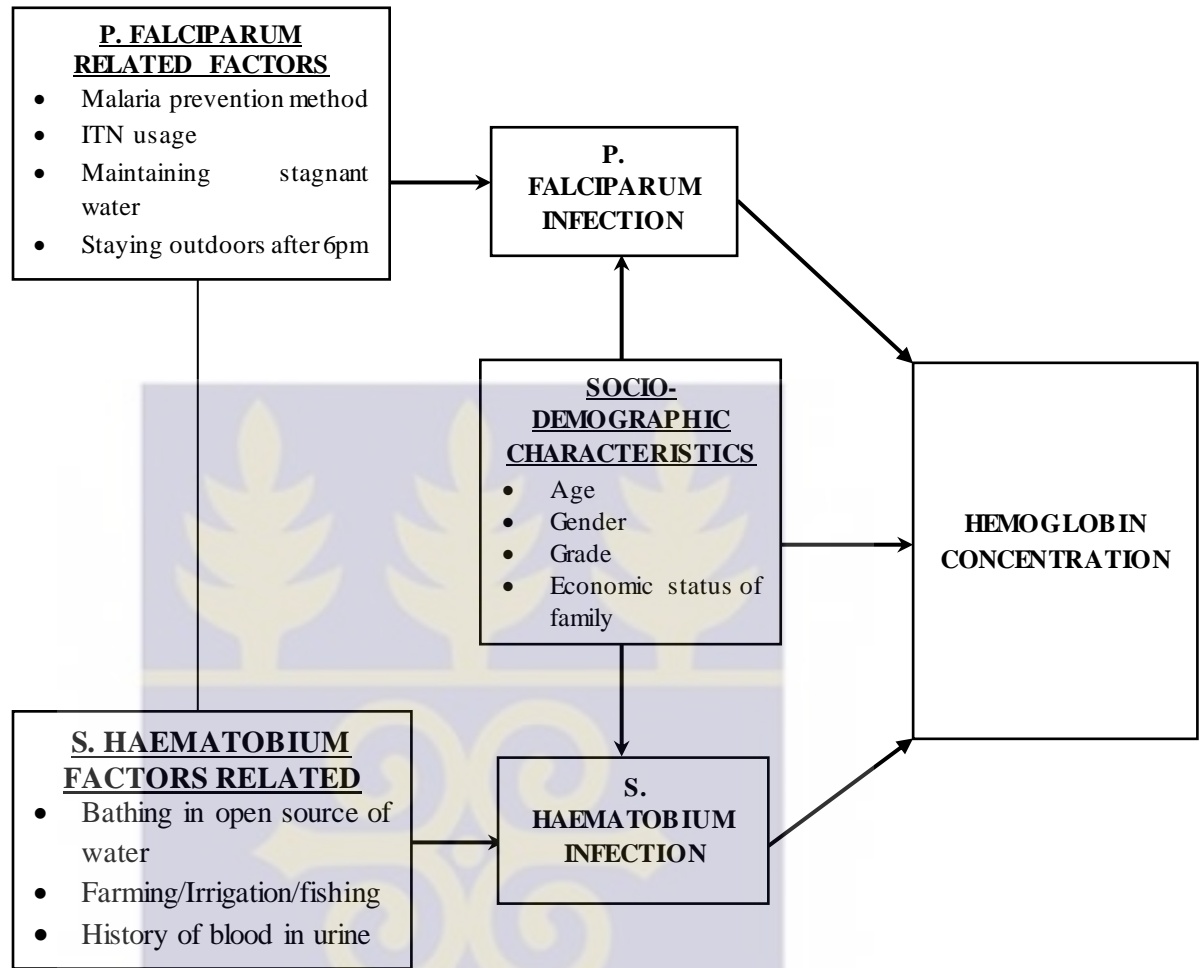 P. FALCIPARUM
RELATED FACTORS
• Malaria prevention method
• ITN usage
• Maintaining stagnant
water
• Staying outdoors after 6pm
P.
FALCIPARUM
INFECTION
SOCIO-
DEMOGRAPHIC
CHARACTERISTICS
• Age
• Gender
• Grade
• Economic status of
family
HEMOGLOBIN
CONCENTRATION
S. HAEMATOBIUM
FACTORS RELATED
• Bathing in open source of
water
• Farming/Irrigation/fishing
• History of blood in urine
S.
HAEMATOBIUM
INFECTION